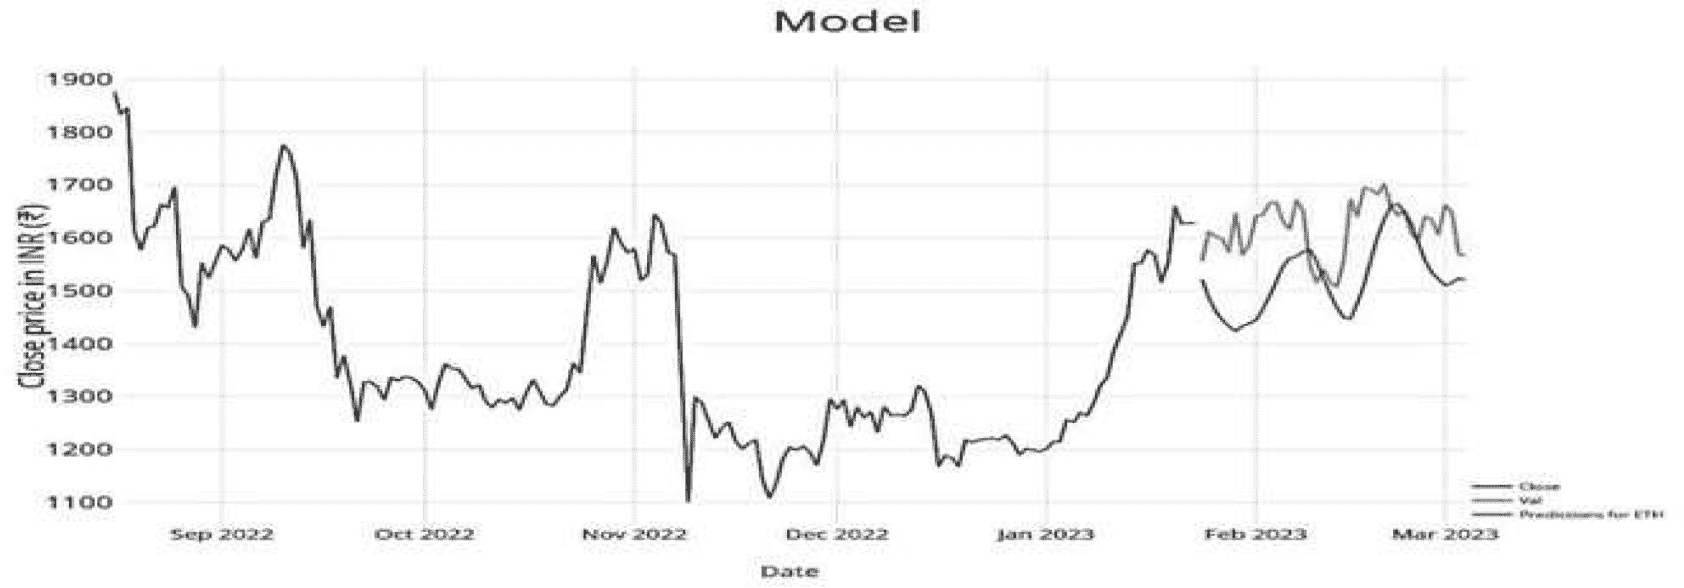 Model
Close price in INR (₹)
1900
1800
1700
1600
1500
1400
1300
1200
1100
Sep 2022
Oct 2022
Nov 2022
Dec 2022
Jan 2023
Feb 2023
Mar 2023
Date
Close
Val
Predictions for ETH